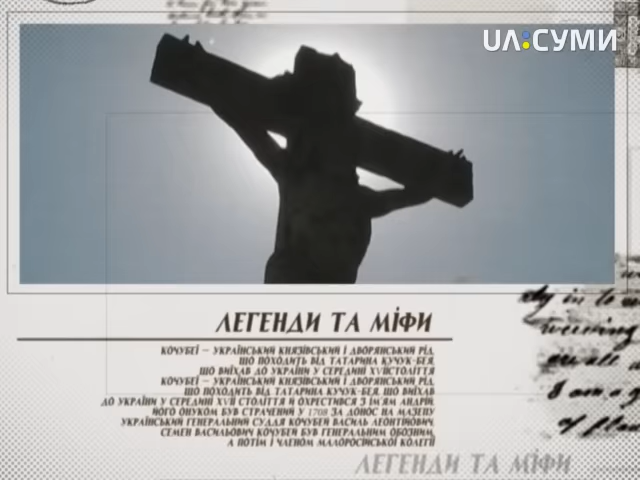 UA:СУМИ
ЛЕГЕНДИ ТА МІФИ
КОЧУБЕЇ – УКРАЇНСЬКИЙ КНЯЗІВСЬКИЙ І ДВОРЯНСЬКИЙ РІД,
ЩО ПОХОДИТЬ ВІД ТАТАРИНА КУЧУК-БЕЯ,
ЩО ВИЇХАВ ДО УКРАЇНИ У СЕРЕДИНІ XVIIСТОЛІТТЯ
КОЧУБЕЇ – УКРАЇНСЬКИЙ КНЯЗІВСЬКИЙ І ДВОРЯНСЬКИЙ РІД,
ЩО ПОХОДИТЬ ВІД ТАТАРИНА КУЧУК-БЕЯ, ЩО ВИЇХАВ
ДО УКРАЇНИ У СЕРЕДИНІ XVII СТОЛІТТЯ Й ОХРЕСТИВСЯ З ІМ'ЯМ АНДРІЙ.
ЙОГО ОНУКОМ БУВ СТРАЧЕНИЙ У 1708 ЗА ДОНОС НА МАЗЕПУ
УКРАЇНСЬКИЙ ГЕНЕРАЛЬНИЙ СУДДЯ КОЧУБЕЙ ВАСИЛЬ ЛЕОНТІЙОВИЧ.
СЕМЕН ВАСИЛЬОВИЧ КОЧУБЕЙ БУВ ГЕНЕРАЛЬНИМ ОБОЗНИМ,
А ПОТІМ І ЧЛЕНОМ МАЛОРОСІЙСЬКОЇ КОЛЕГІЇ
ЛЕГЕНДИ ТА МІФИ